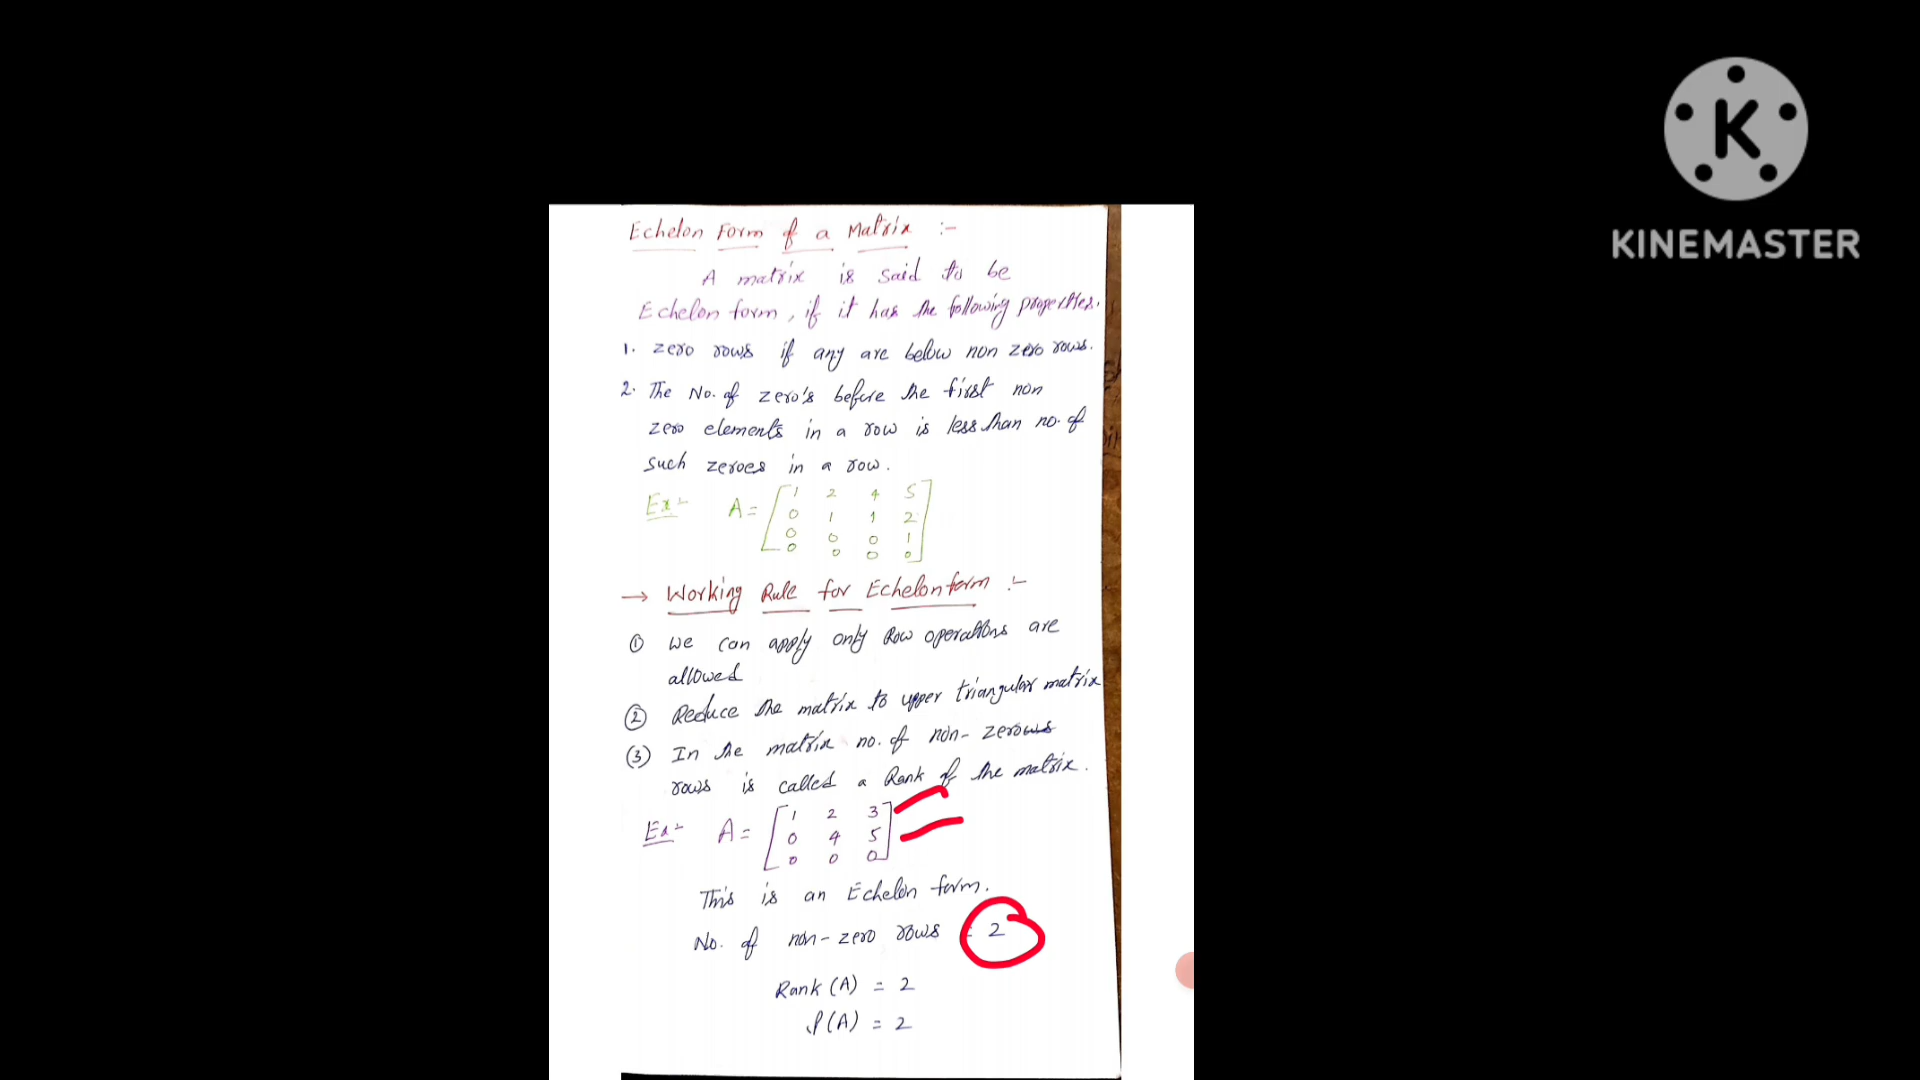 Echelon Form of a Matrix :-
A matrix is said to be
Echelon form, if it has the following properties.
1. zero rows if any are below non zero rows.
2. The No. of zero's before the first non
zero elements in a row is less than no. of
such zeroes in a row.
Ex:- A = [1 2 4 5
0 1 1 2
0 0 0 1
0 0 0 0]
→ Working Rule for Echelon form :-
① we can apply only Row operations are
allowed
② Reduce the matrix to upper triangular matrix
(3) In the matrix no. of non-zero
rows is called a Rank of the matrix.
Ex:- A = [1 2 3
0 4 5
0 0 0]
This is an Echelon form.
No. of non-zero rows = 2
Rank (A) = 2
ρ(A) = 2
K
KINEMASTER